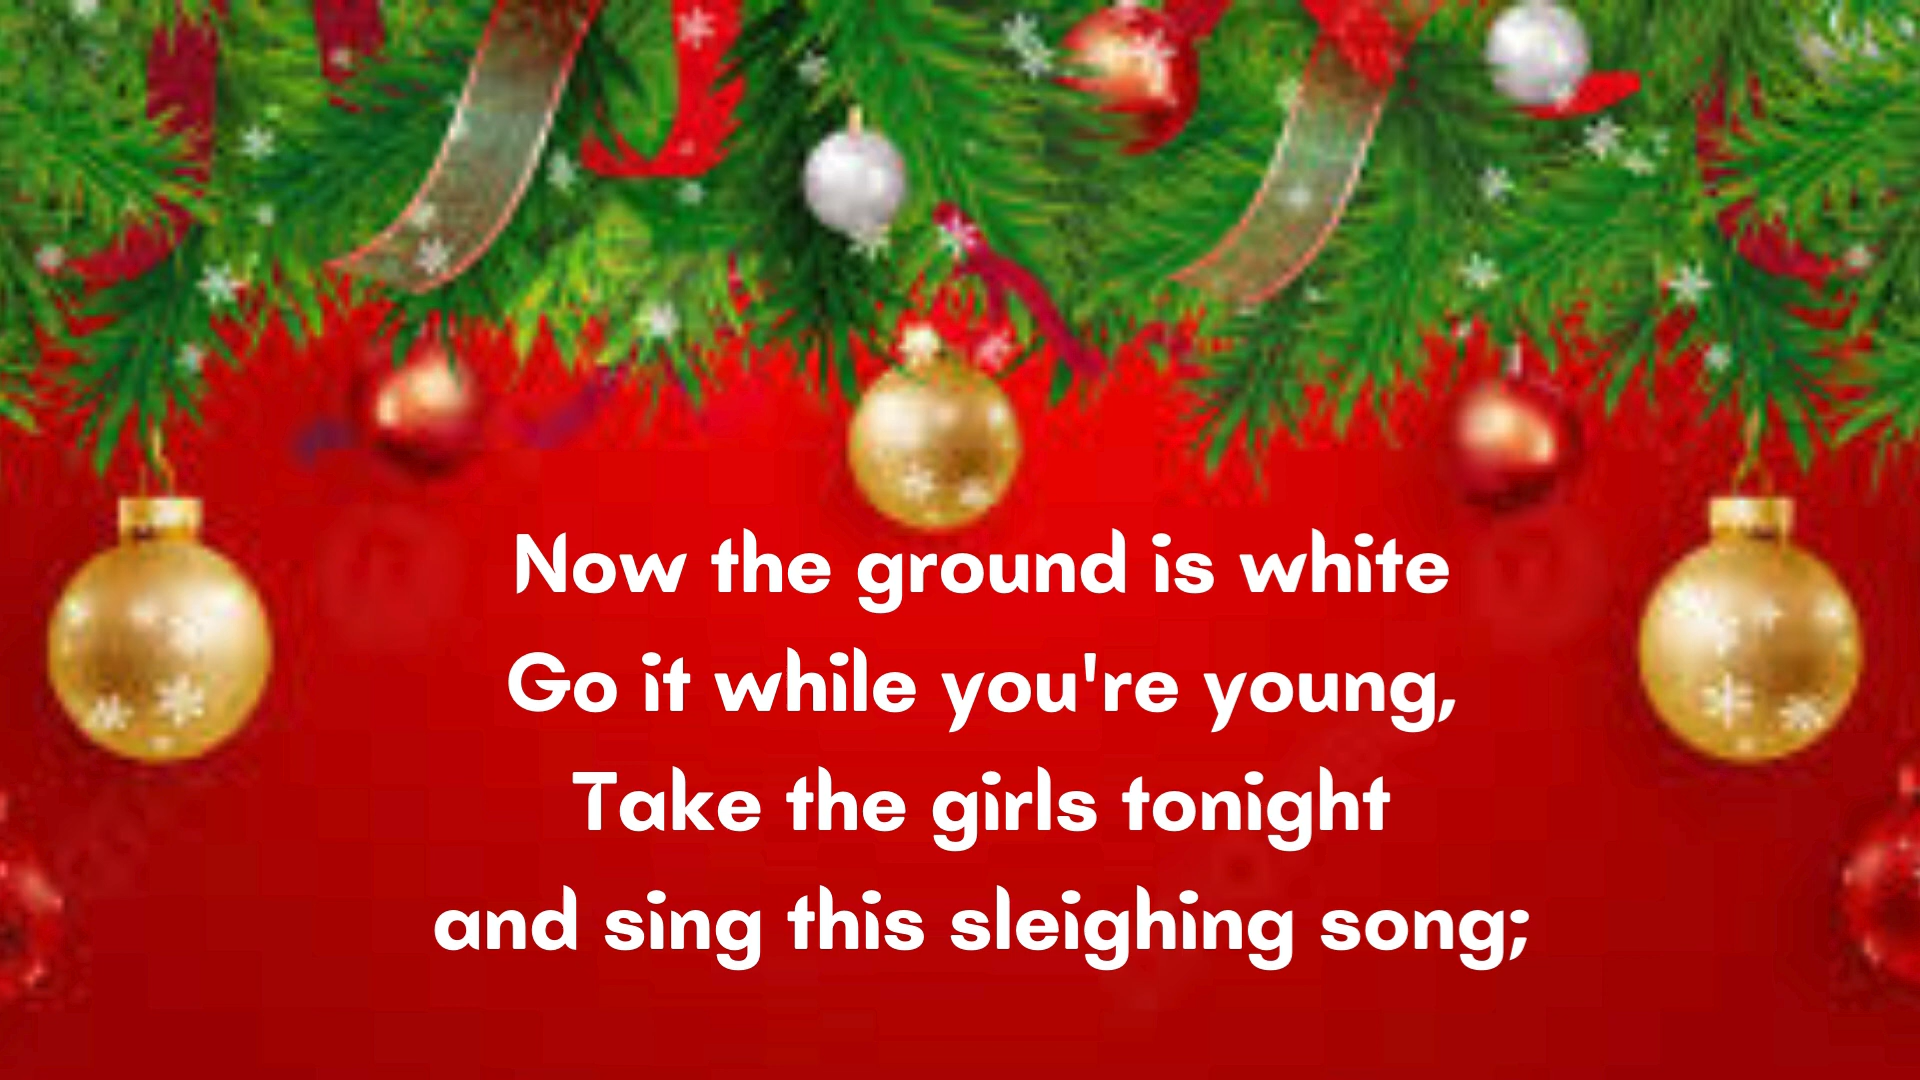 Now the ground is white
Go it while you're young,
Take the girls tonight
and sing this sleighing song;